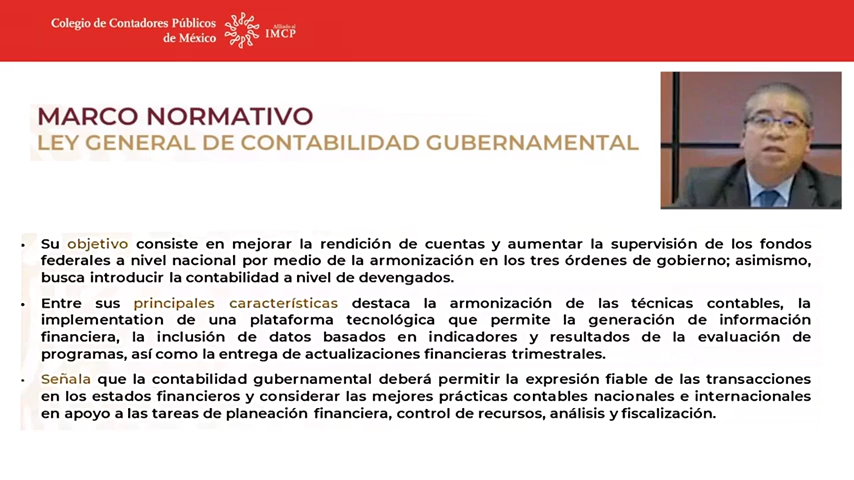 Colegio de Contadores Públicos
de México
Afiliado al
IMCP
MARCO NORMATIVO
LEY GENERAL DE CONTABILIDAD GUBERNAMENTAL
• Su objetivo consiste en mejorar la rendición de cuentas y aumentar la supervisión de los fondos
federales a nivel nacional por medio de la armonización en los tres órdenes de gobierno; asimismo,
busca introducir la contabilidad a nivel de devengados.
• Entre sus principales características destaca la armonización de las técnicas contables, la
implementation de una plataforma tecnológica que permite la generación de información
financiera, la inclusión de datos basados en indicadores y resultados de la evaluación de
programas, así como la entrega de actualizaciones financieras trimestrales.
• Señala que la contabilidad gubernamental deberá permitir la expresión fiable de las transacciones
en los estados financieros y considerar las mejores prácticas contables nacionales e internacionales
en apoyo a las tareas de planeación financiera, control de recursos, análisis y fiscalización.